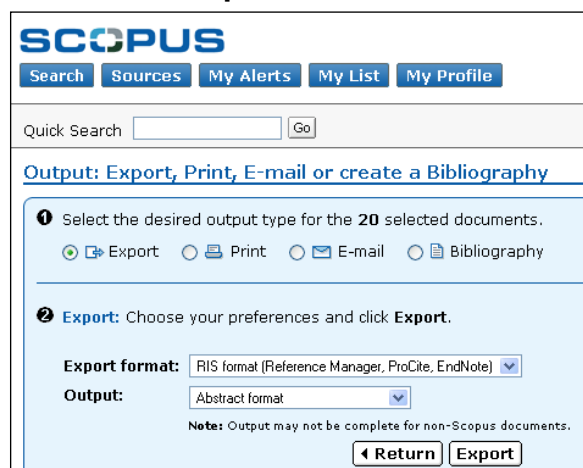 SCOPUS
Search Sources My Alerts My List My Profile
Quick Search Go
Output: Export, Print, E-mail or create a Bibliography
1 Select the desired output type for the 20 selected documents.
Export Print E-mail Bibliography
2 Export: Choose your preferences and click Export.
Export format: RIS format (Reference Manager, ProCite, EndNote)
Output: Abstract format
Note: Output may not be complete for non-Scopus documents.
Return Export